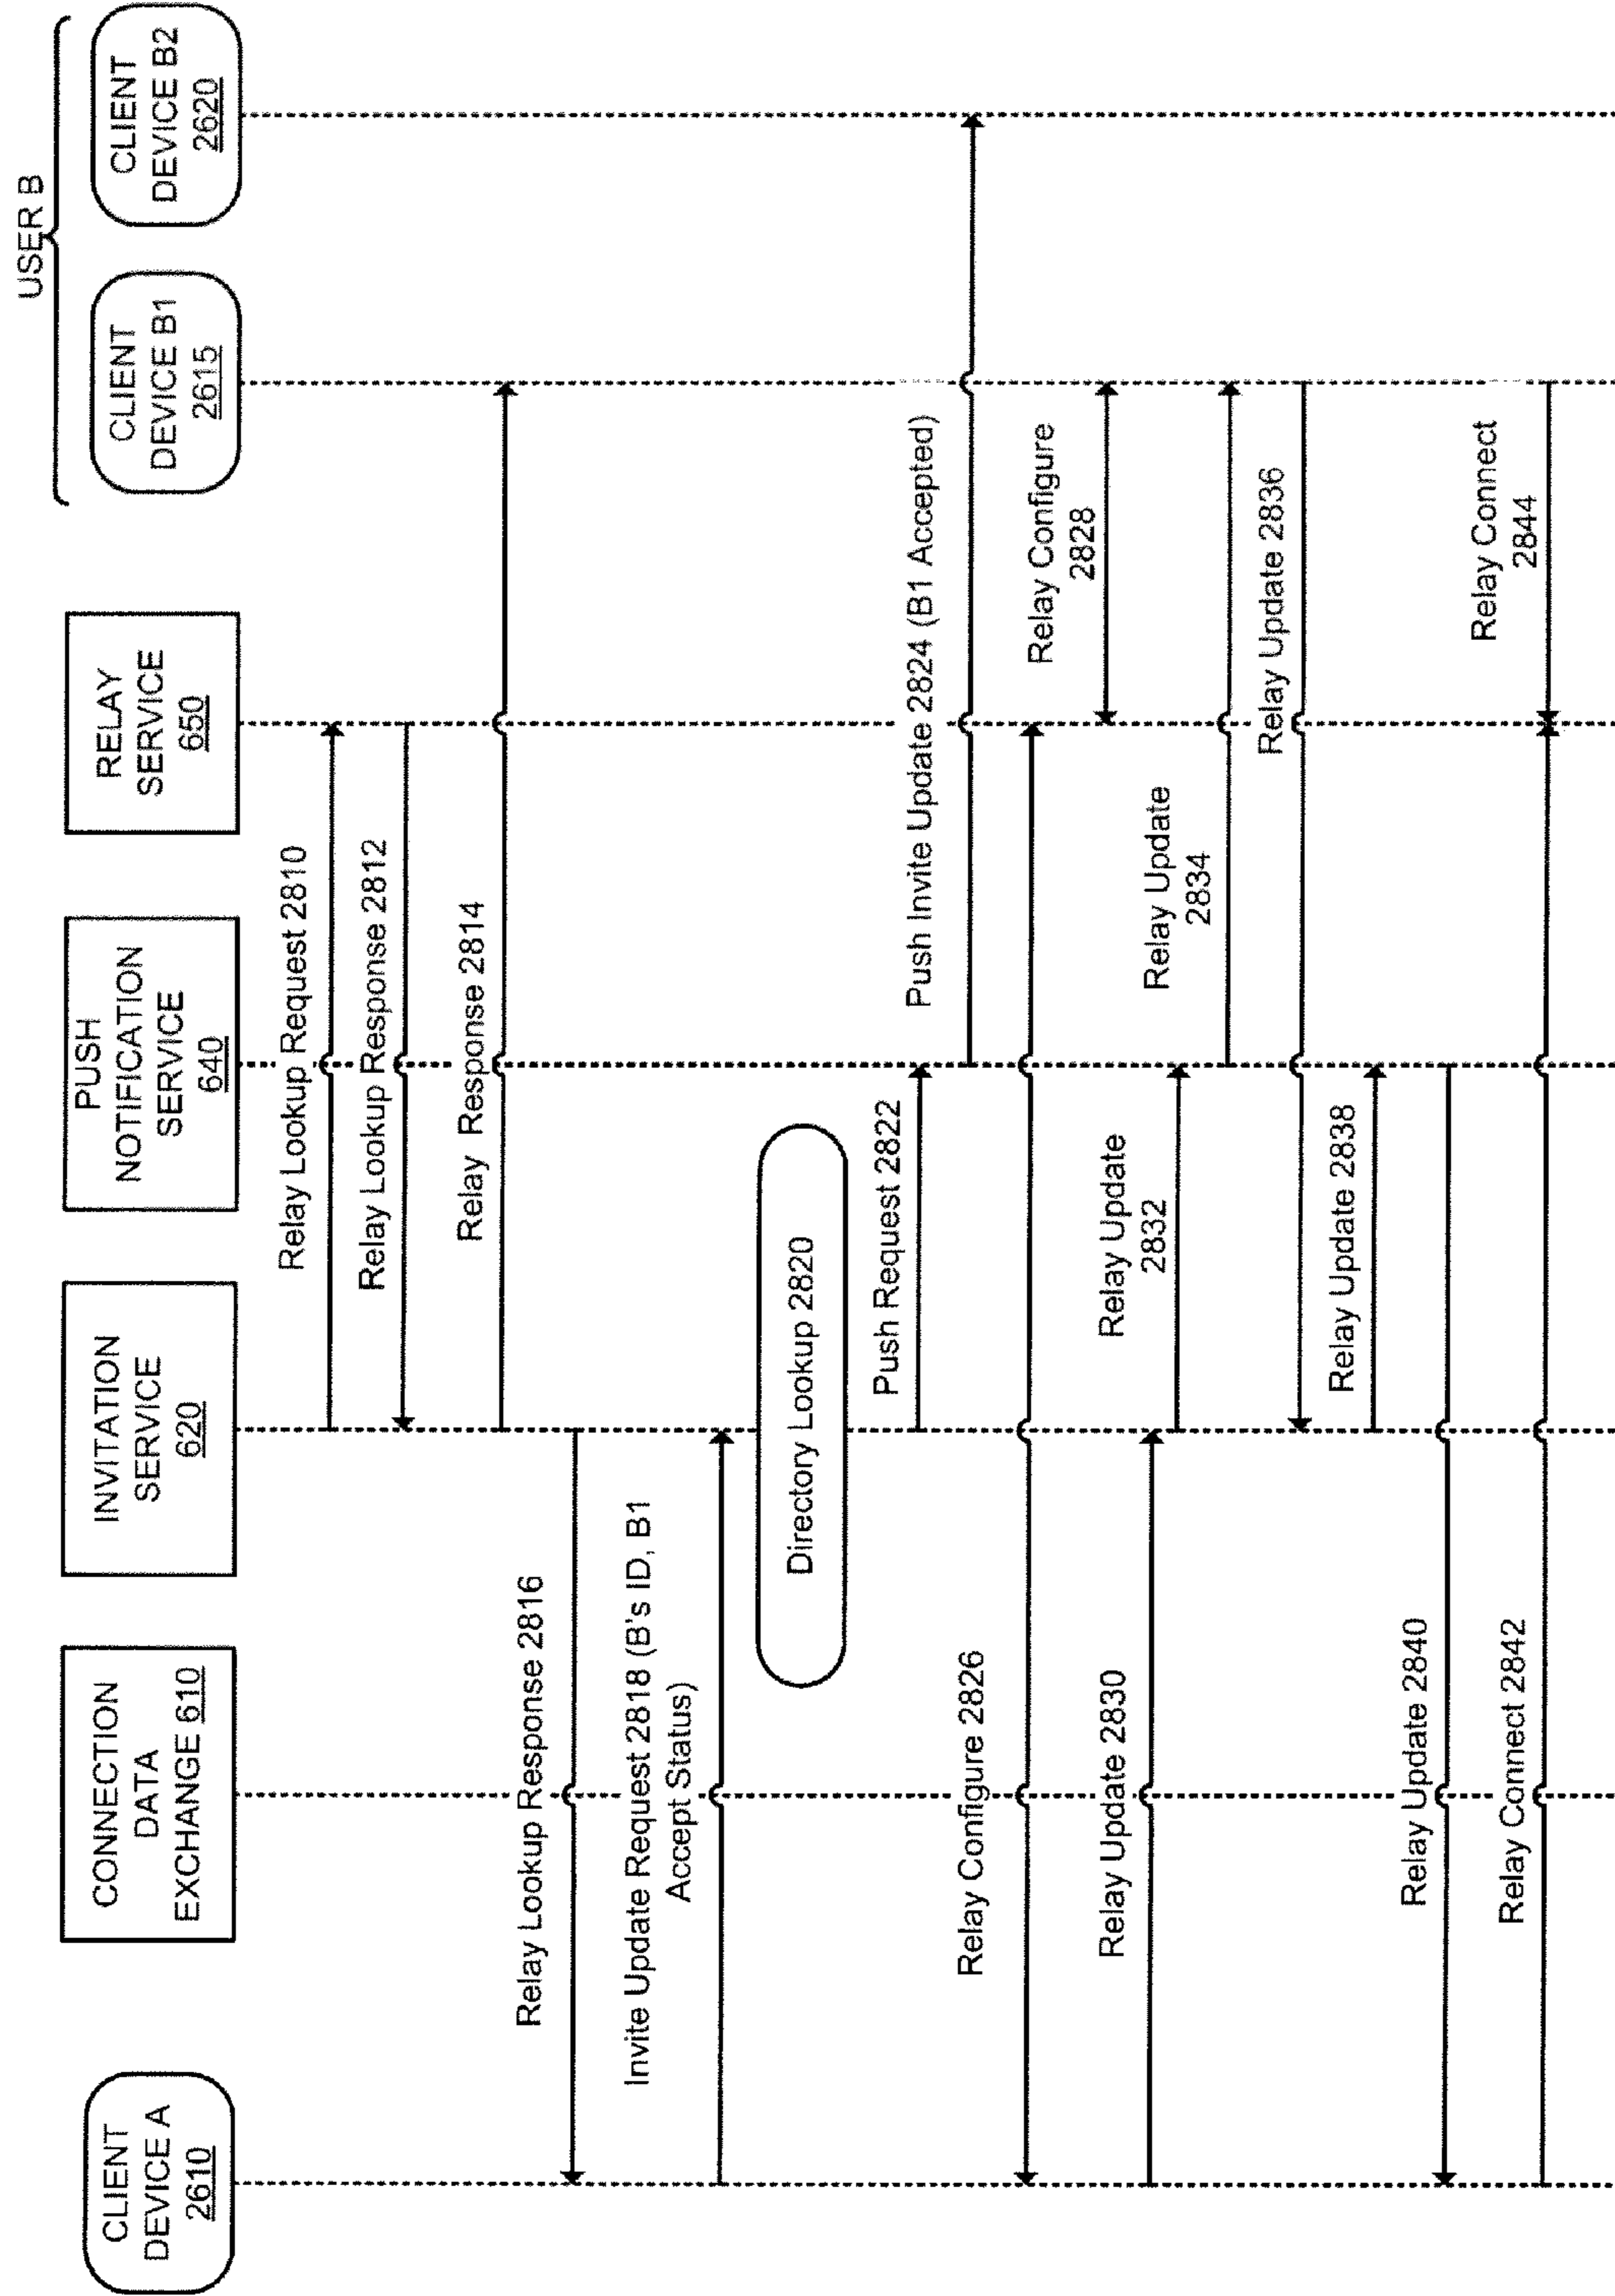 USER B
CLIENT
DEVICE A
2610
CONNECTION
DATA
EXCHANGE 610
INVITATION
SERVICE
620
PUSH
NOTIFICATION
SERVICE
640
RELAY
SERVICE
650
CLIENT
DEVICE B1
2615
CLIENT
DEVICE B2
2620
Relay Lookup Request 2810
Relay Lookup Response 2812
Relay Response 2814
Relay Lookup Response 2816
Invite Update Request 2818 (B's ID, B1
Accept Status)
Directory Lookup 2820
Push Request 2822
Push Invite Update 2824 (B1 Accepted)
Relay Configure 2826
Relay Configure
2828
Relay Update 2830
Relay Update
2832
Relay Update
2834
Relay Update 2836
Relay Update 2838
Relay Update 2840
Relay Connect 2842
Relay Connect
2844